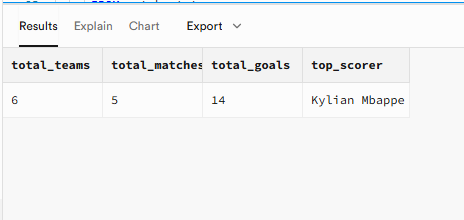 Results Explain Chart Export
total_teams total_matches total_goals top_scorer
6 5 14 Kylian Mbappe